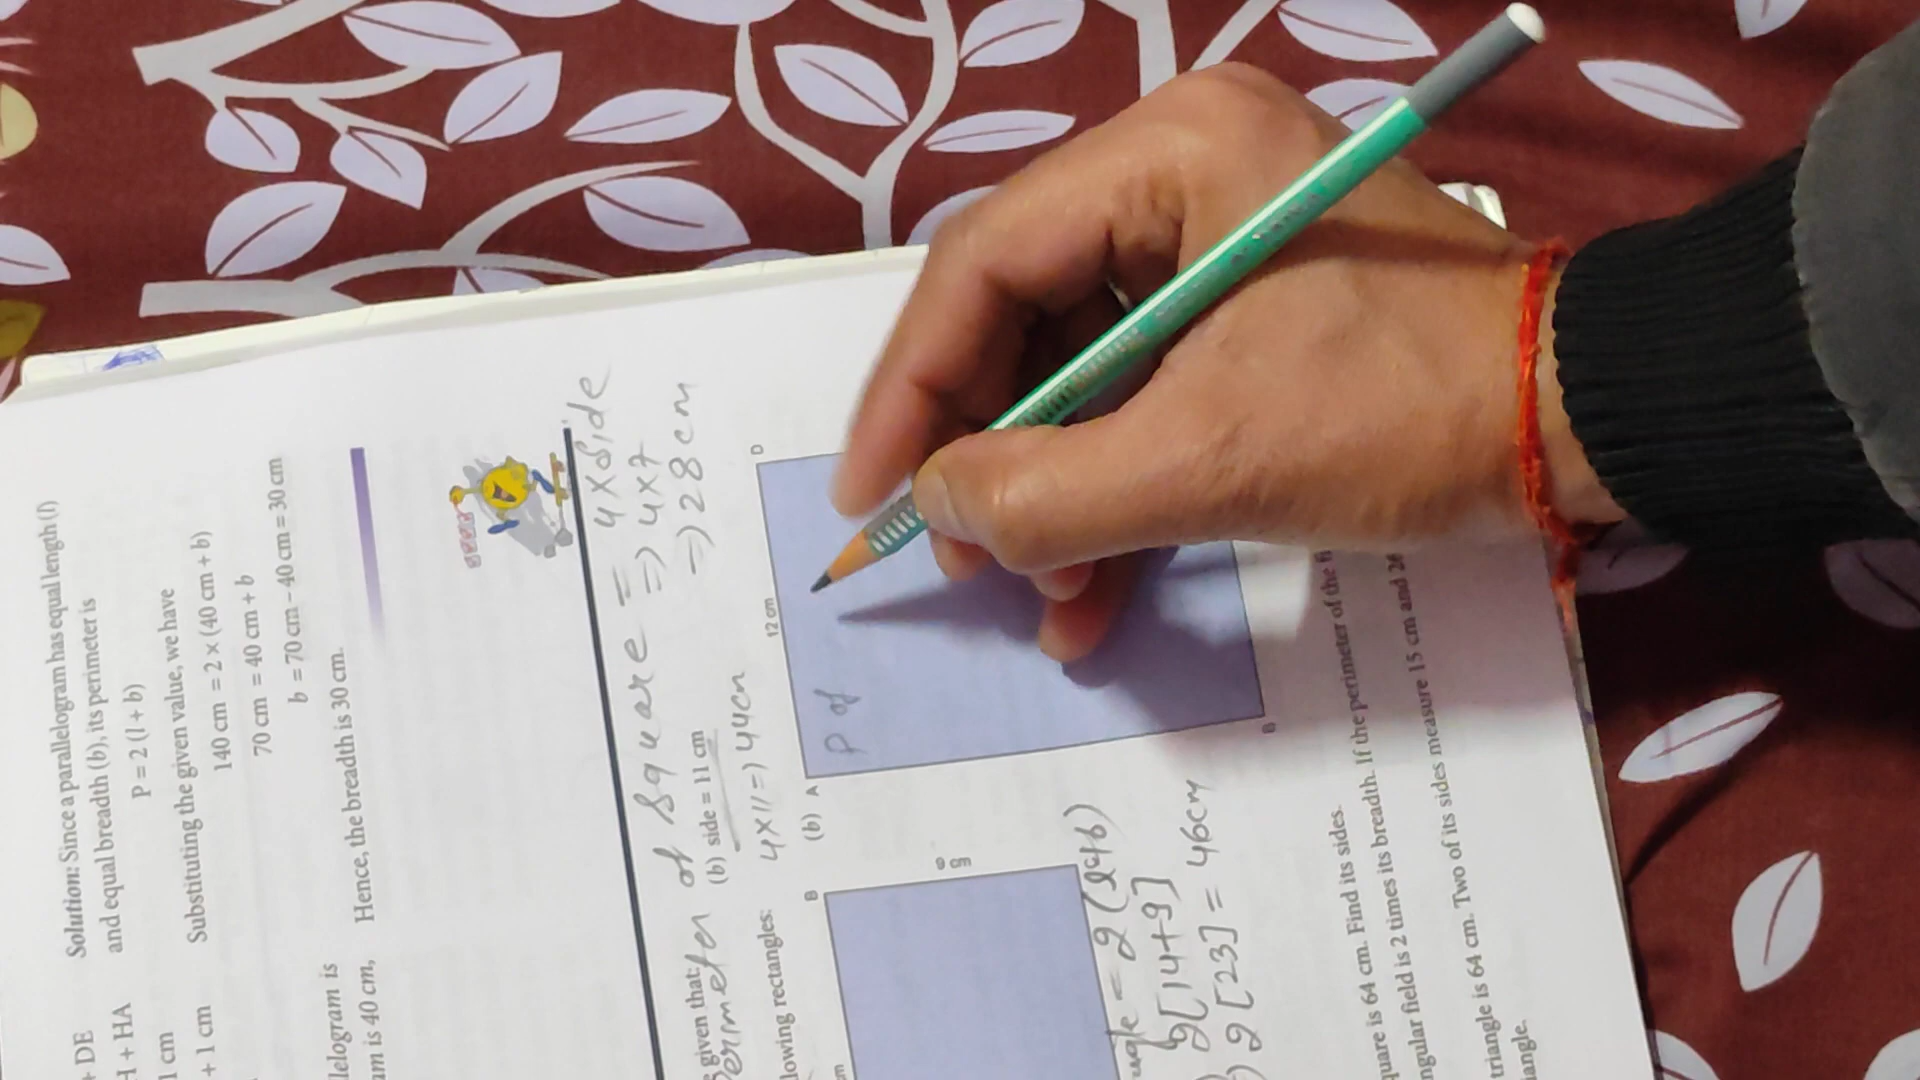 + DE
H + HA
l cm
+ 1 cm
lelogram is
am is 40 cm,
Solution: Since a parallelogram has equal length (l)
and equal breadth (b), its perimeter is
P = 2 (l + b)
Substituting the given value, we have
140 cm = 2 × (40 cm + b)
70 cm = 40 cm + b
b = 70 cm – 40 cm = 30 cm
Hence, the breadth is 30 cm.
given that:
Perimeter of square = 4×side
=) 4×7
=) 28 cm
(b) side = 11 cm
4×11 =) 44cm
lowing rectangles:
B
9 cm
(b) A
12 cm
D
P of
B
= 2(l+b)
2[14+9]
2[23] = 46cm
quare is 64 cm. Find its sides.
ngular field is 2 times its breadth. If the perimeter of the fi
triangle is 64 cm. Two of its sides measure 15 cm and 2
iangle.